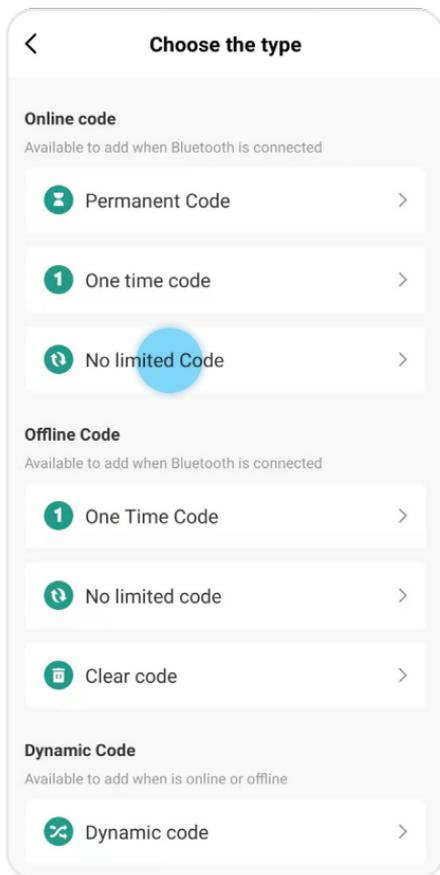 Choose the type
Online code
Available to add when Bluetooth is connected
Permanent Code
1 One time code
No limited Code
Offline Code
Available to add when Bluetooth is connected
1 One Time Code
No limited code
Clear code
Dynamic Code
Available to add when is online or offline
Dynamic code